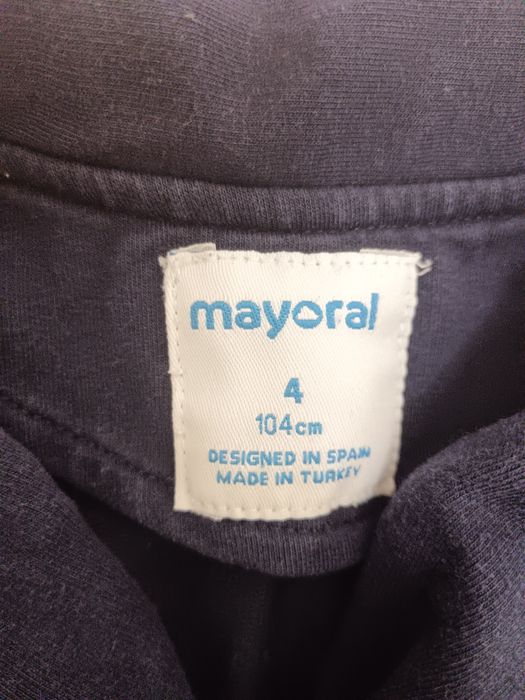 mayoral
4
104cm
DESIGNED IN SPAIN
MADE IN TURKEY